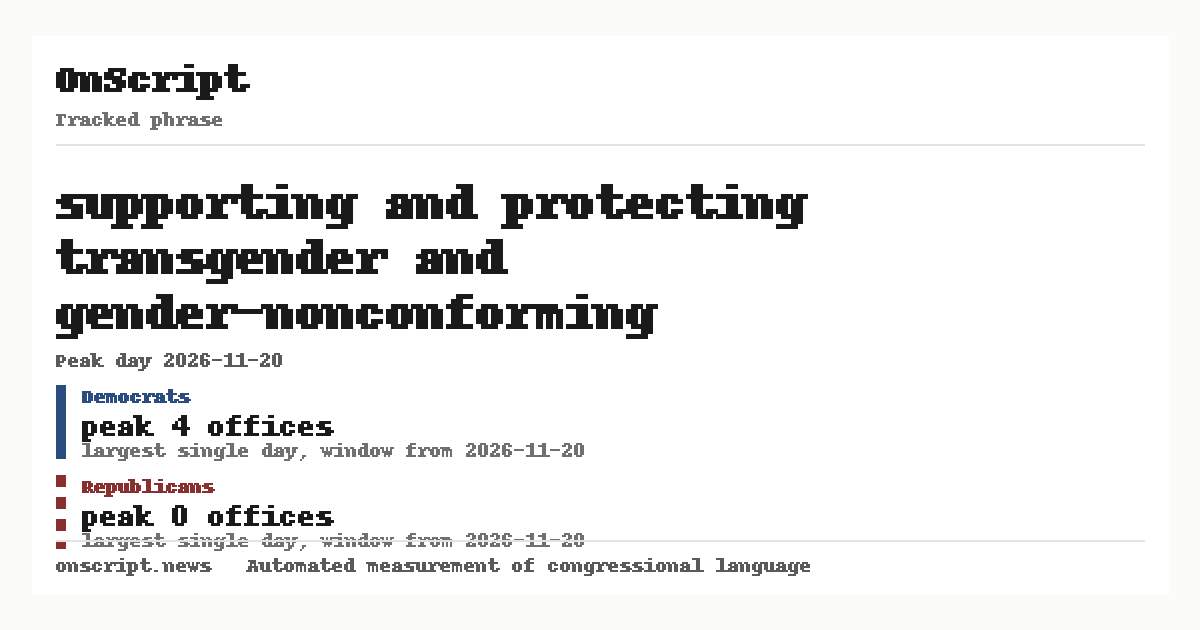 OnScript
Tracked phrase
supporting and protecting
transgender and
gender-nonconforming
Peak day 2026-11-20
Democrats
peak 4 offices
largest single day, window from 2026-11-20
Republicans
peak 0 offices
largest single day, window from 2026-11-20
onscript.news Automated measurement of congressional language